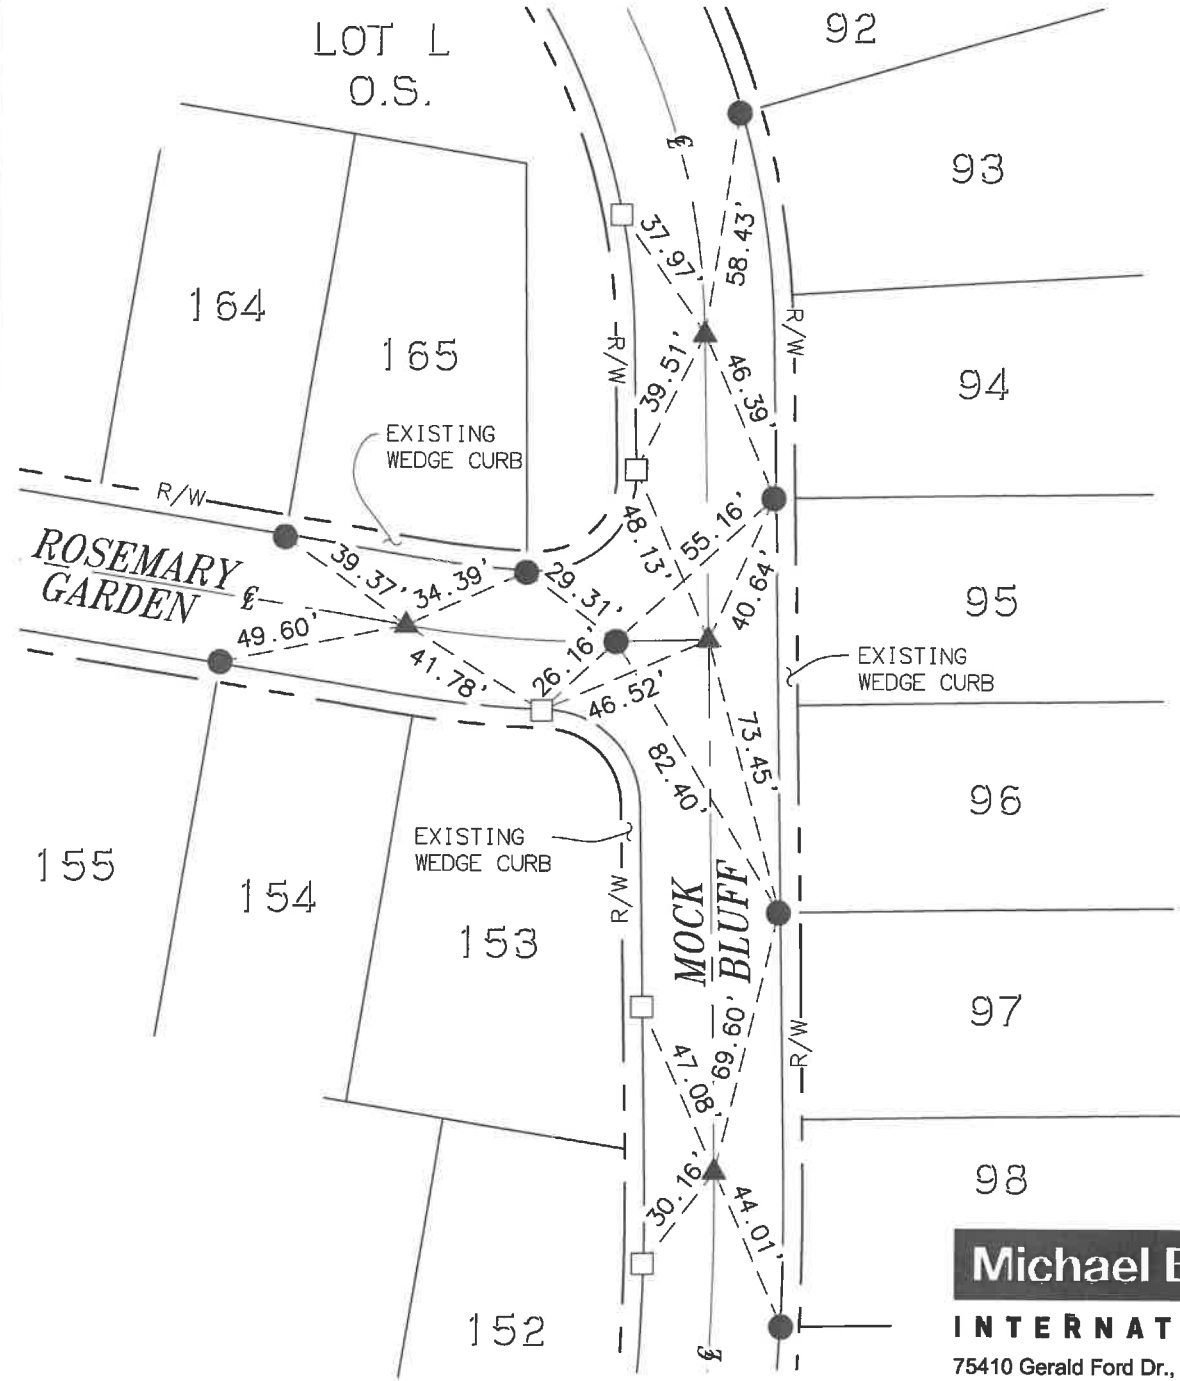 LOT L
O.S.
92
93
℄
37.97'
58.43'
164
165
R/W
R/W
39.51'
46.39'
94
EXISTING
WEDGE CURB
R/W
48.13'
55.16'
ROSEMARY
GARDEN
℄
39.37'
34.39'
29.31'
40.64'
95
49.60'
41.78'
26.16'
46.52'
EXISTING
WEDGE CURB
73.45'
82.40'
96
EXISTING
WEDGE CURB
155
154
153
R/W
MOCK
BLUFF
97
69.60'
47.08'
R/W
30.16'
44.01'
98
152
℄
Michael
INTERNAT
75410 Gerald Ford Dr.,